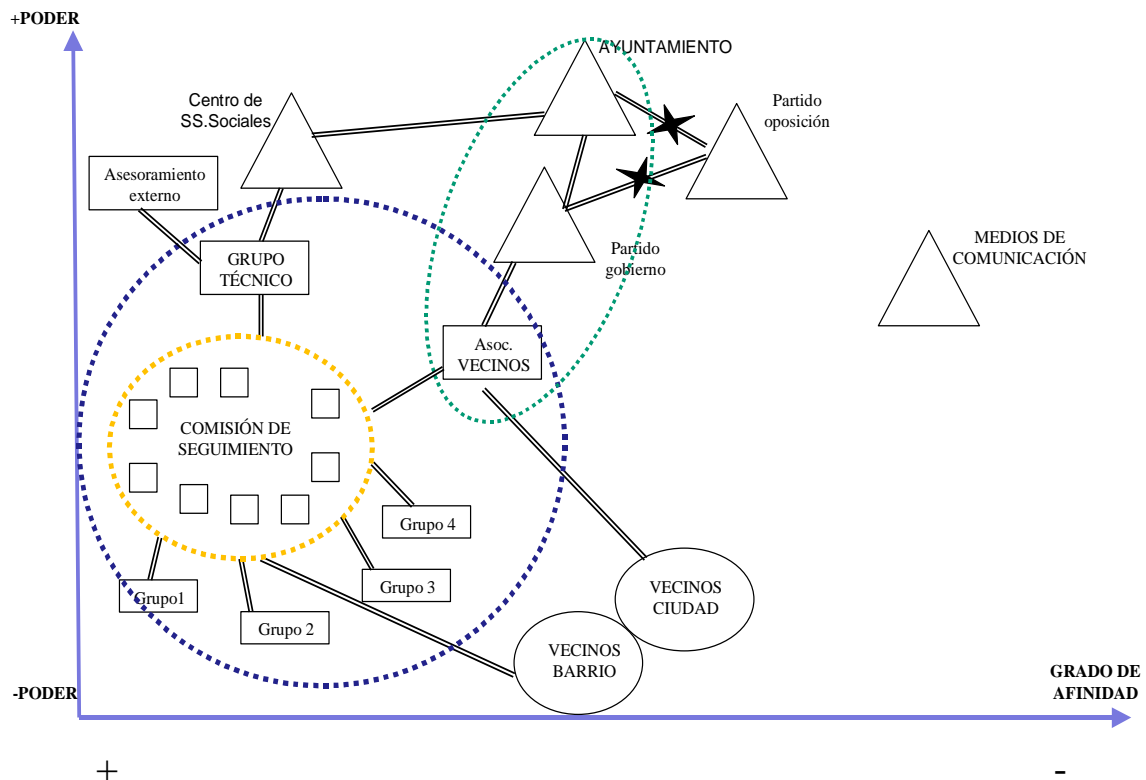 +PODER
AYUNTAMIENTO
Centro de
SS.Sociales
Partido
oposición
Asesoramiento
externo
MEDIOS DE
COMUNICACIÓN
GRUPO
TÉCNICO
Partido
gobierno
Asoc.
VECINOS
COMISIÓN DE
SEGUIMIENTO
Grupo 4
Grupo 3
Grupo1
Grupo 2
VECINOS
CIUDAD
VECINOS
BARRIO
-PODER
GRADO DE
AFINIDAD
+
-